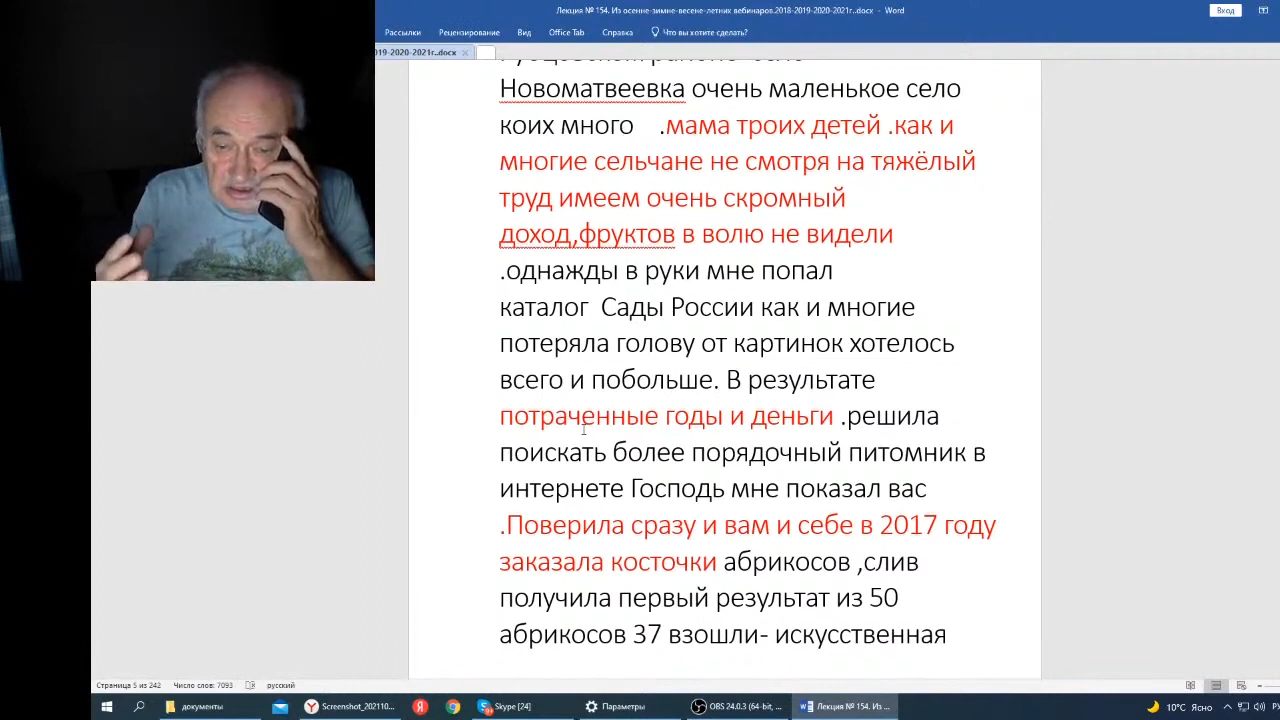 Лекция № 154. Из осенне-зимне-весене-летних вебинаров.2018-2019-2020-2021г..docx - Word
Вход
Рассылки Рецензирование Вид Office Tab Справка Что вы хотите сделать?
019-2020-2021г..docx
Новоматвеевка очень маленькое село
коих много .мама троих детей .как и
многие сельчане не смотря на тяжёлый
труд имеем очень скромный
доход,фруктов в волю не видели
.однажды в руки мне попал
каталог Сады России как и многие
потеряла голову от картинок хотелось
всего и побольше. В результате
потраченные годы и деньги .решила
поискать более порядочный питомник в
интернете Господь мне показал вас
.Поверила сразу и вам и себе в 2017 году
заказала косточки абрикосов ,слив
получила первый результат из 50
абрикосов 37 взошли- искусственная
Страница 5 из 242 Число слов: 7093 русский
документы Screenshot_202110... Skype [24] Параметры OBS 24.0.3 (64-bit, ... Лекция № 154. Из ... 10°C Ясно